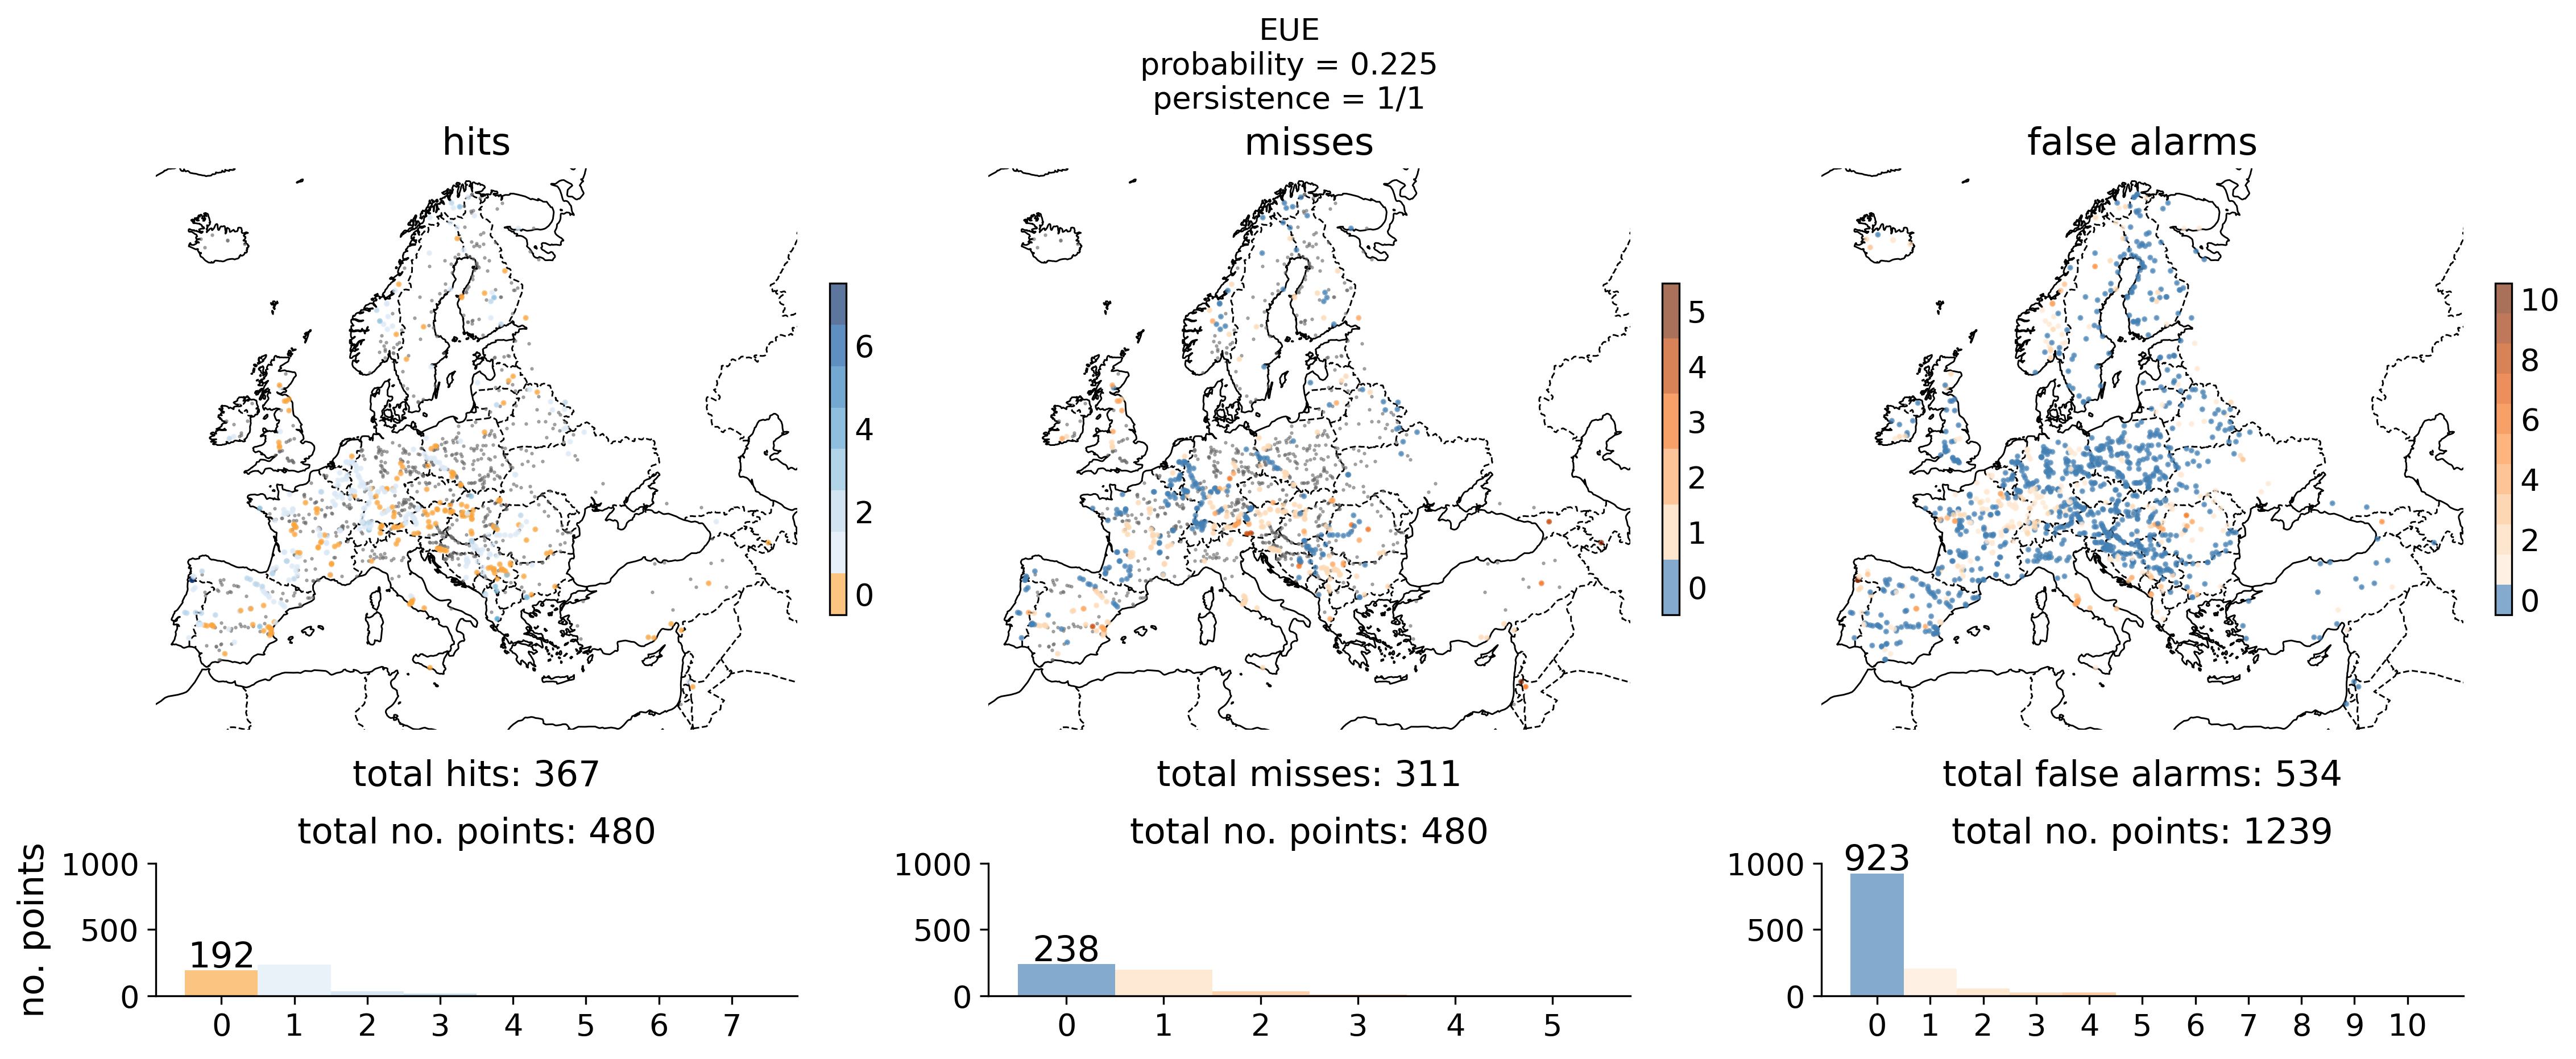 EUE
probability = 0.225
persistence = 1/1
hits
misses
false alarms
6
4
2
0
5
4
3
2
1
0
10
8
6
4
2
0
total hits: 367
total misses: 311
total false alarms: 534
total no. points: 480
total no. points: 480
total no. points: 1239
no. points
1000
500
0
192
0 1 2 3 4 5 6 7
1000
500
0
238
0 1 2 3 4 5
1000
500
0
923
0 1 2 3 4 5 6 7 8 9 10